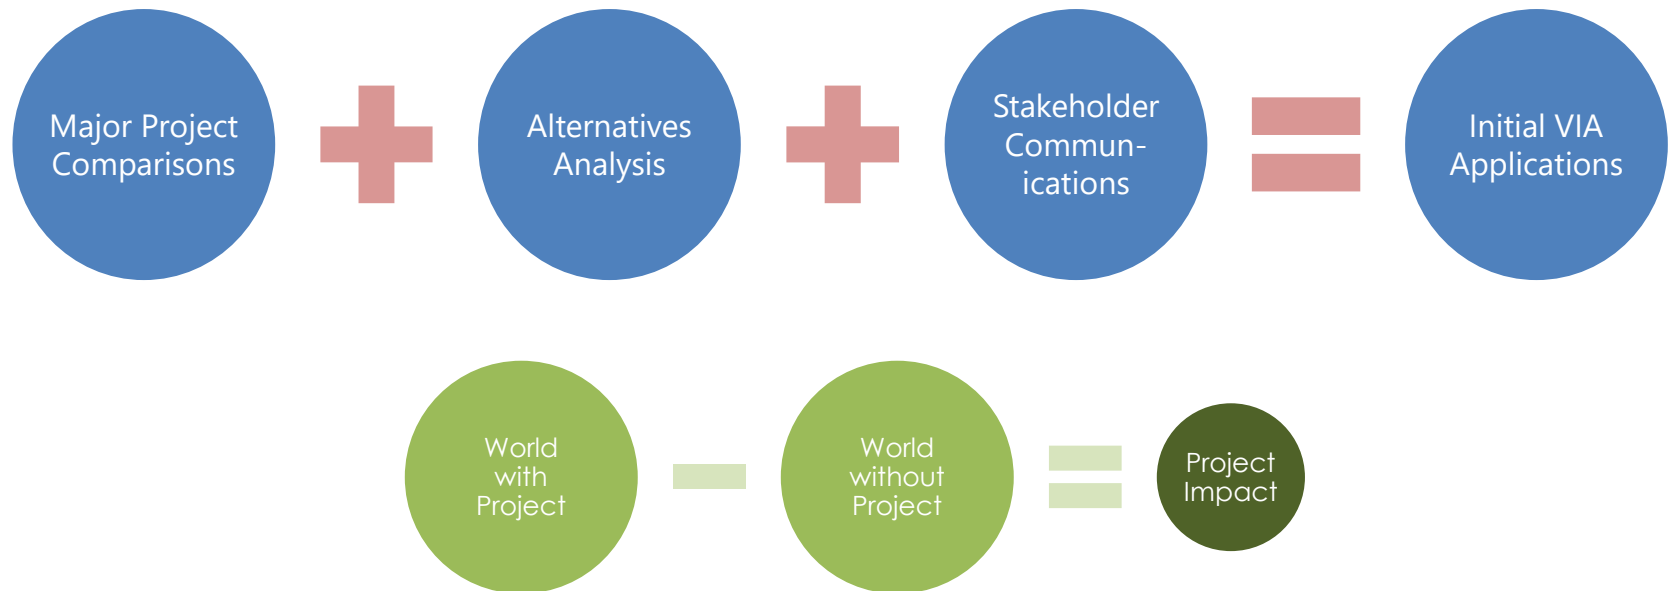 Major Project
Comparisons
Alternatives
Analysis
Stakeholder
Commun-
ications
Initial VIA
Applications
World
with
Project
World
without
Project
Project
Impact